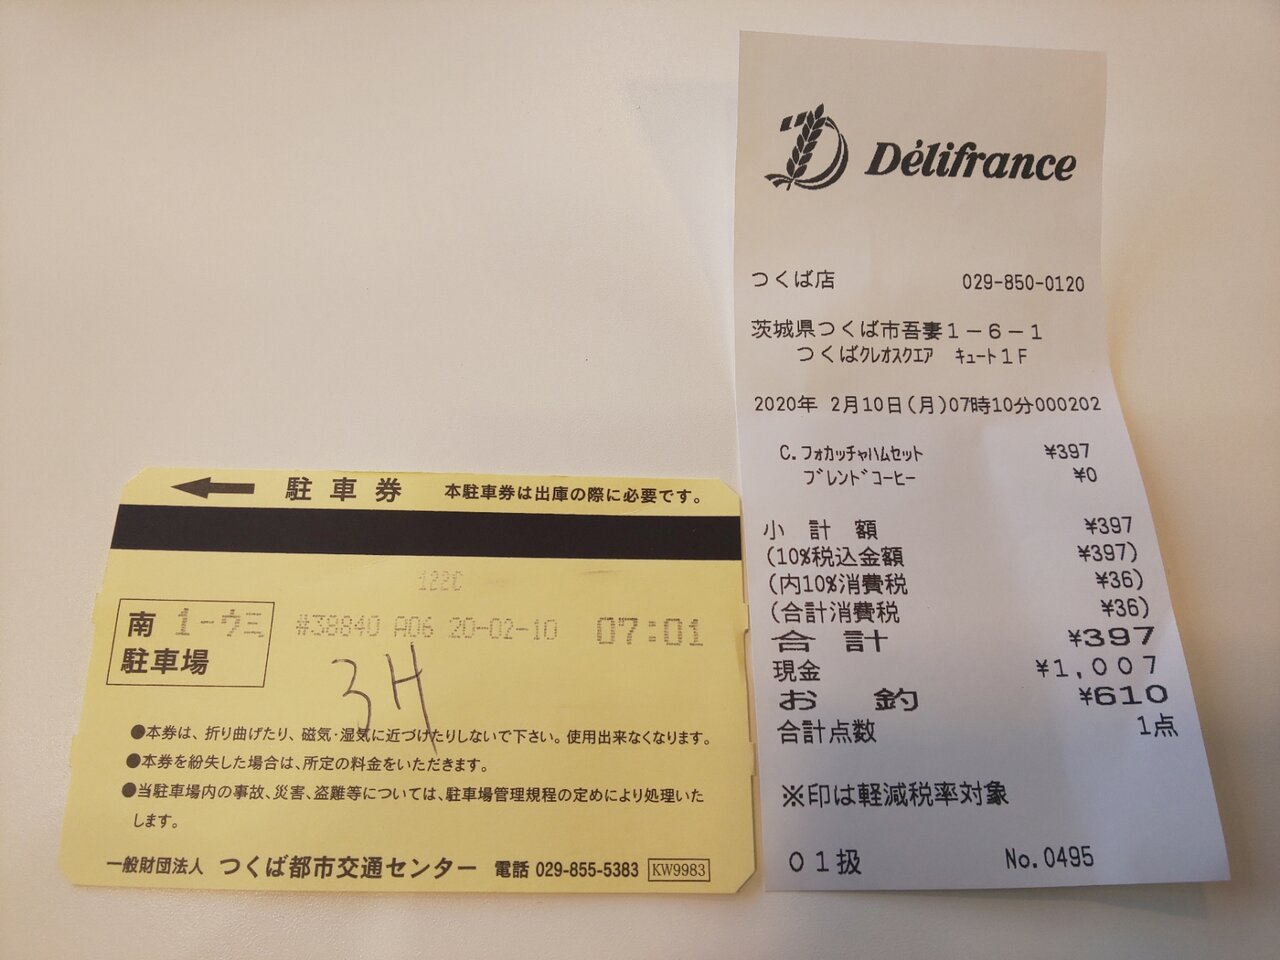 駐車券 本駐車券は出庫の際に必要です。
122C
南 1-ウミ #38840 A06 20-02-10 07:01
駐車場
3H
●本券は、折り曲げたり、磁気・湿気に近づけたりしないで下さい。使用出来なくなります。
●本券を紛失した場合は、所定の料金をいただきます。
●当駐車場内の事故、災害、盗難等については、駐車場管理規程の定めにより処理いた
します。
一般財団法人 つくば都市交通センター 電話 029-855-5383 KW9983
Délifrance
つくば店 029-850-0120
茨城県つくば市吾妻1-6-1
つくばクレオスクエア キュート1F
2020年 2月10日(月)07時10分000202
C.フォカッチャハムセット ¥397
ブレンドコーヒー ¥0
小計額 ¥397
(10%税込金額 ¥397)
(内10%消費税 ¥36)
(合計消費税 ¥36)
合計 ¥397
現金 ¥1,007
お釣 ¥610
合計点数 1点
※印は軽減税率対象
01扱 No.0495